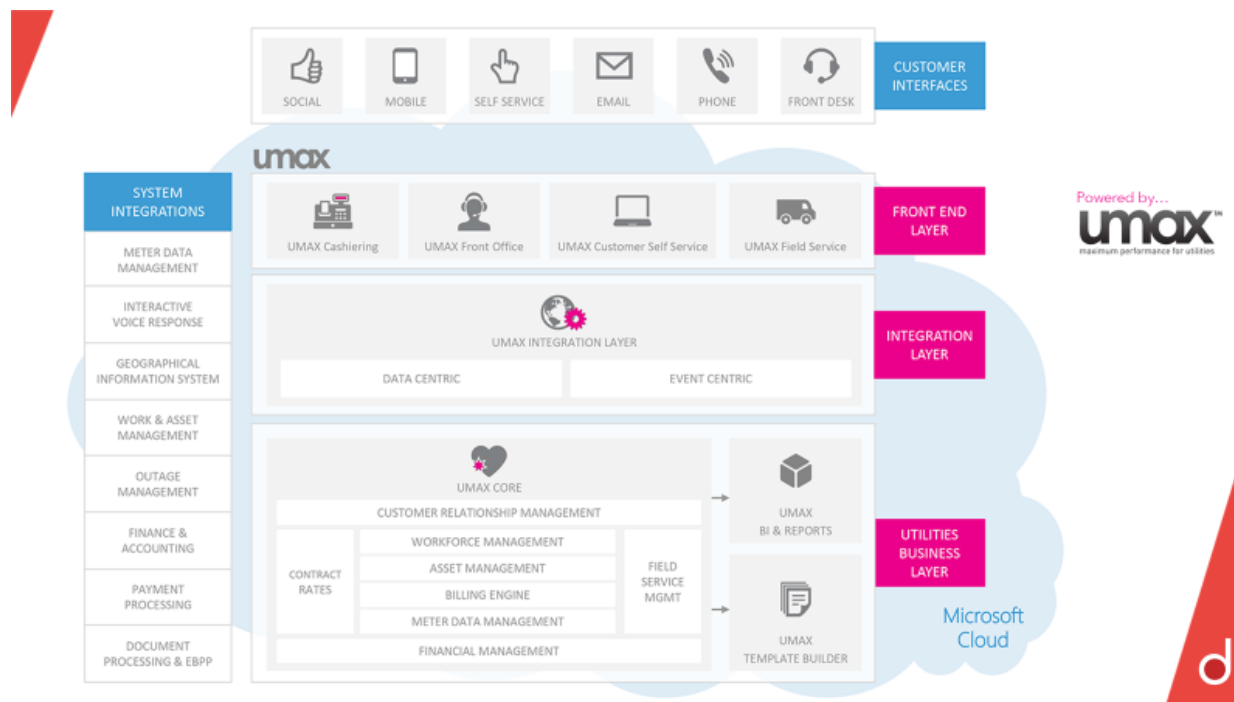 SOCIAL
MOBILE
SELF SERVICE
EMAIL
PHONE
FRONT DESK
CUSTOMER
INTERFACES
umax
SYSTEM
INTEGRATIONS
METER DATA
MANAGEMENT
INTERACTIVE
VOICE RESPONSE
GEOGRAPHICAL
INFORMATION SYSTEM
WORK & ASSET
MANAGEMENT
OUTAGE
MANAGEMENT
FINANCE &
ACCOUNTING
PAYMENT
PROCESSING
DOCUMENT
PROCESSING & EBPP
UMAX Cashiering
UMAX Front Office
UMAX Customer Self Service
UMAX Field Service
FRONT END
LAYER
UMAX INTEGRATION LAYER
DATA CENTRIC
EVENT CENTRIC
INTEGRATION
LAYER
UMAX CORE
CUSTOMER RELATIONSHIP MANAGEMENT
CONTRACT
RATES
WORKFORCE MANAGEMENT
ASSET MANAGEMENT
BILLING ENGINE
METER DATA MANAGEMENT
FIELD
SERVICE
MGMT
FINANCIAL MANAGEMENT
UMAX
BI & REPORTS
UMAX
TEMPLATE BUILDER
UTILITIES
BUSINESS
LAYER
Microsoft
Cloud
Powered by...
umax™
maximum performance for utilities
d